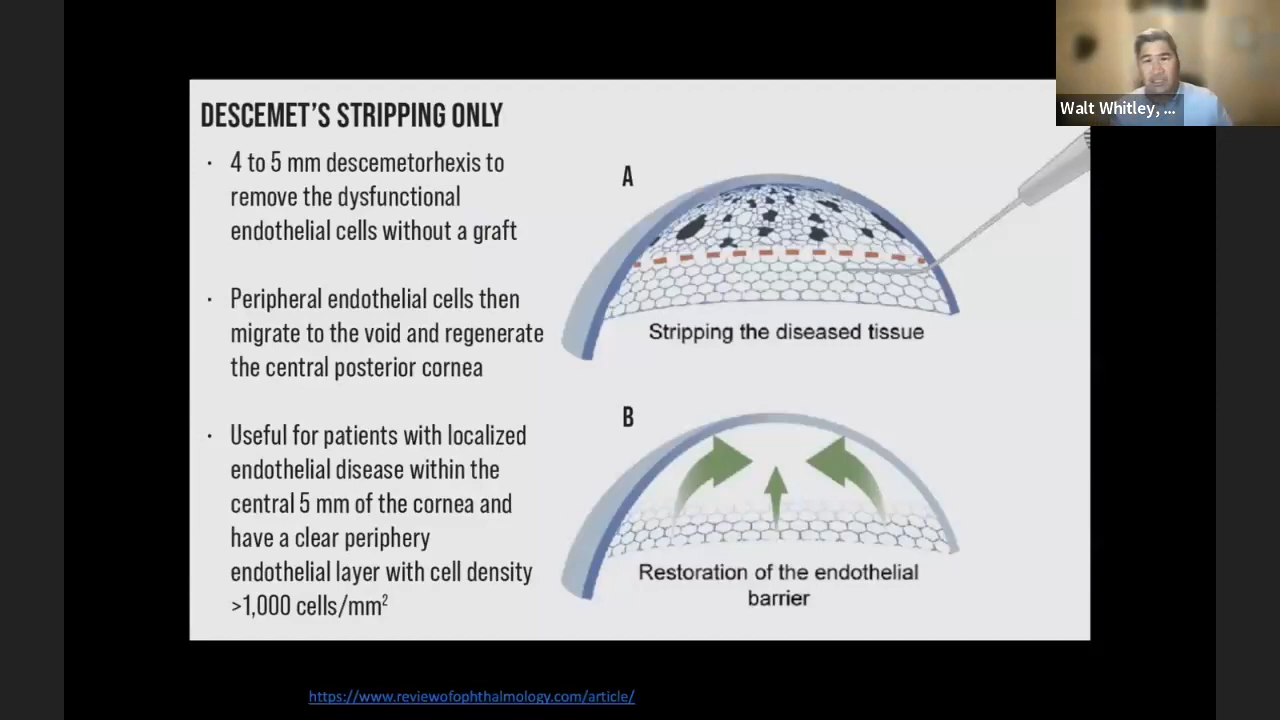 Walt Whitley, ...
DESCEMET'S STRIPPING ONLY
· 4 to 5 mm descemetorhexis to
remove the dysfunctional
endothelial cells without a graft
· Peripheral endothelial cells then
migrate to the void and regenerate
the central posterior cornea
· Useful for patients with localized
endothelial disease within the
central 5 mm of the cornea and
have a clear periphery
endothelial layer with cell density
>1,000 cells/mm²
A
Stripping the diseased tissue
B
Restoration of the endothelial
barrier
https://www.reviewofophthalmology.com/article/